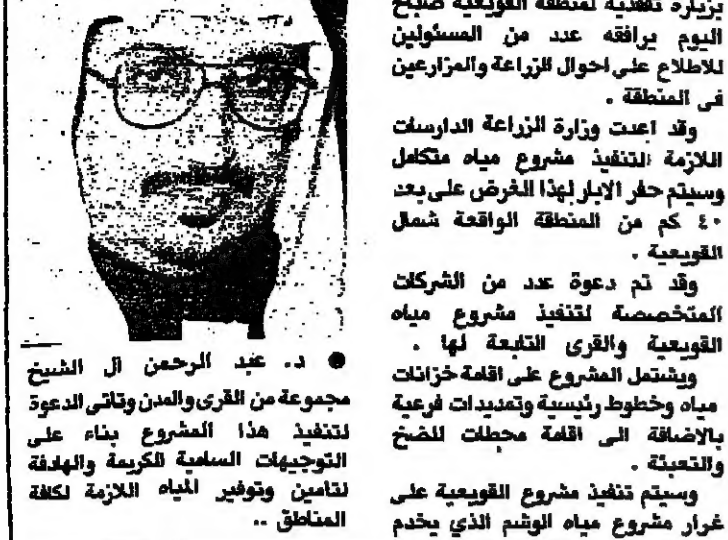 بزيارة تفقدية لمنطقة القويعية صباح
اليوم يرافقه عدد من المسئولين
للاطلاع على احوال الزراعة والمزارعين
فى المنطقة .
وقد اعدت وزارة الزراعة الدارسات
اللازمة لتنفيذ مشروع مياه متكامل
وسيتم حفر الابار لهذا الغرض على بعد
٤٠ كم من المنطقة الواقعة شمال
القويعية .
وقد تم دعوة عدد من الشركات
المتخصصة لتنفيذ مشروع مياه
القويعية والقرى التابعة لها .
ويشتمل المشروع على اقامة خزانات
مياه وخطوط رئيسية وتمديدات فرعية
بالاضافة الى اقامة محطات للضخ
والتعبئة .
وسيتم تنفيذ مشروع القويعية على
غرار مشروع مياه الوشم الذي يخدم
● د. عبد الرحمن آل الشيخ
مجموعة من القرى والمدن وتاتى الدعوة
لتنفيذ هذا المشروع بناء على
التوجيهات السامية الكريمة والهادفة
لتامين وتوفير المياه اللازمة لكافة
المناطق ..